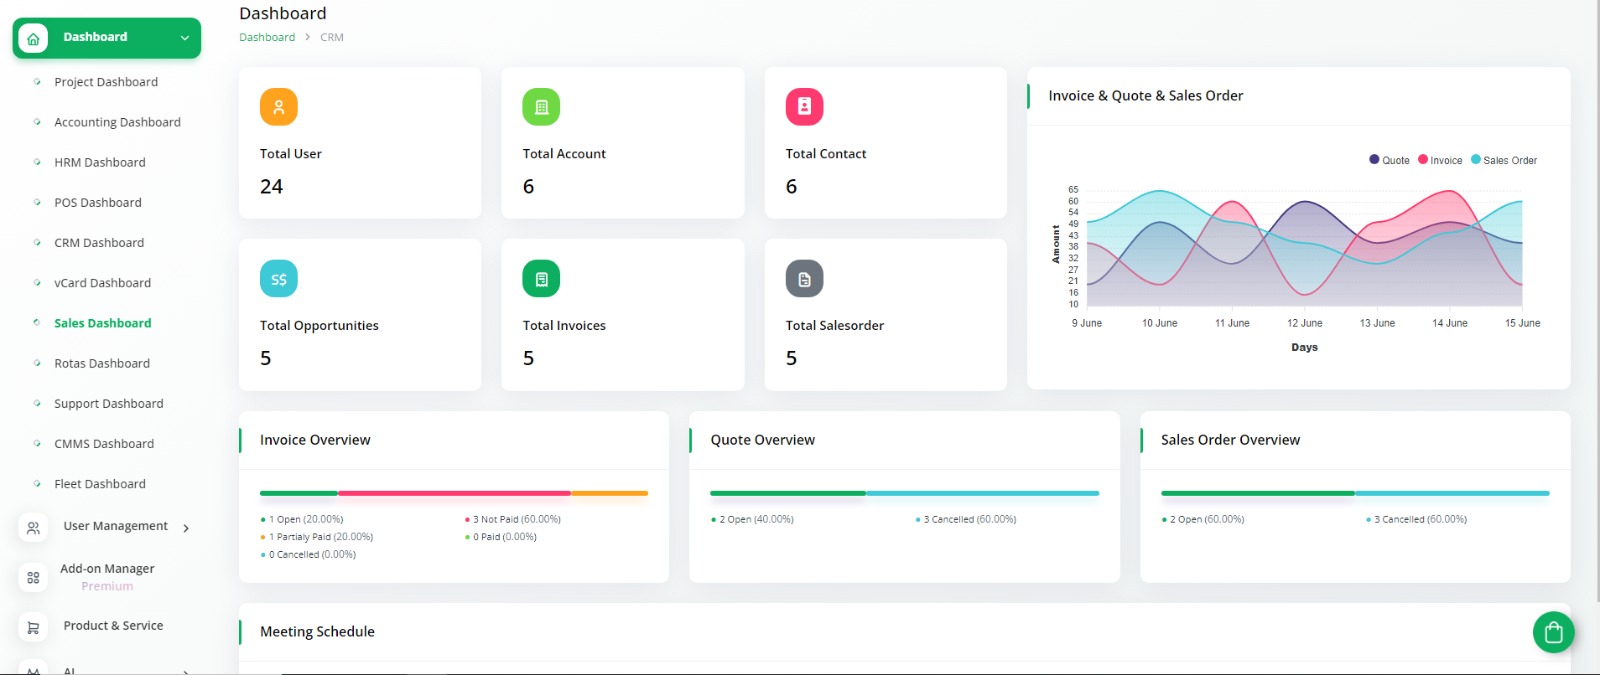 Dashboard
Project Dashboard
Accounting Dashboard
HRM Dashboard
POS Dashboard
CRM Dashboard
vCard Dashboard
Sales Dashboard
Rotas Dashboard
Support Dashboard
CMMS Dashboard
Fleet Dashboard
User Management
Add-on Manager
Premium
Product & Service
AI
Dashboard
Dashboard > CRM
Total User
24
Total Account
6
Total Contact
6
S$
Total Opportunities
5
Total Invoices
5
Total Salesorder
5
Invoice & Quote & Sales Order
Quote Invoice Sales Order
Amount
65
60
54
49
43
38
32
27
21
16
10
9 June 10 June 11 June 12 June 13 June 14 June 15 June
Days
Invoice Overview
1 Open (20.00%) 3 Not Paid (60.00%)
1 Partialy Paid (20.00%) 0 Paid (0.00%)
0 Cancelled (0.00%)
Quote Overview
2 Open (40.00%) 3 Cancelled (60.00%)
Sales Order Overview
2 Open (60.00%) 3 Cancelled (60.00%)
Meeting Schedule